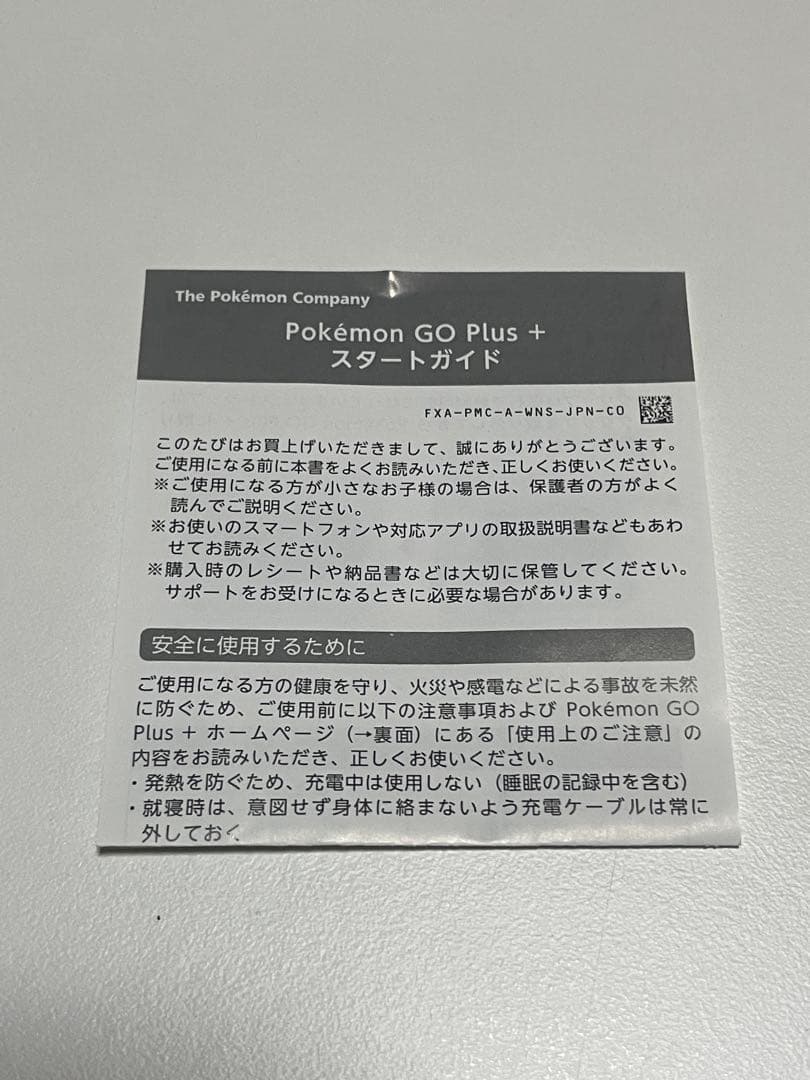 The Pokémon Company
Pokémon GO Plus +
スタートガイド
FXA-PMC-A-WNS-JPN-C0
このたびはお買上げいただきまして、誠にありがとうございます。
ご使用になる前に本書をよくお読みいただき、正しくお使いください。
※ご使用になる方が小さなお子様の場合は、保護者の方がよく
読んでご説明ください。
※お使いのスマートフォンや対応アプリの取扱説明書などもあわ
せてお読みください。
※購入時のレシートや納品書などは大切に保管してください。
サポートをお受けになるときに必要な場合があります。
安全に使用するために
ご使用になる方の健康を守り、火災や感電などによる事故を未然
に防ぐため、ご使用前に以下の注意事項および Pokémon GO
Plus + ホームページ（→裏面）にある「使用上のご注意」の
内容をお読みいただき、正しくお使いください。
・発熱を防ぐため、充電中は使用しない（睡眠の記録中を含む）
・就寝時は、意図せず身体に絡まないよう充電ケーブルは常に
外しておく